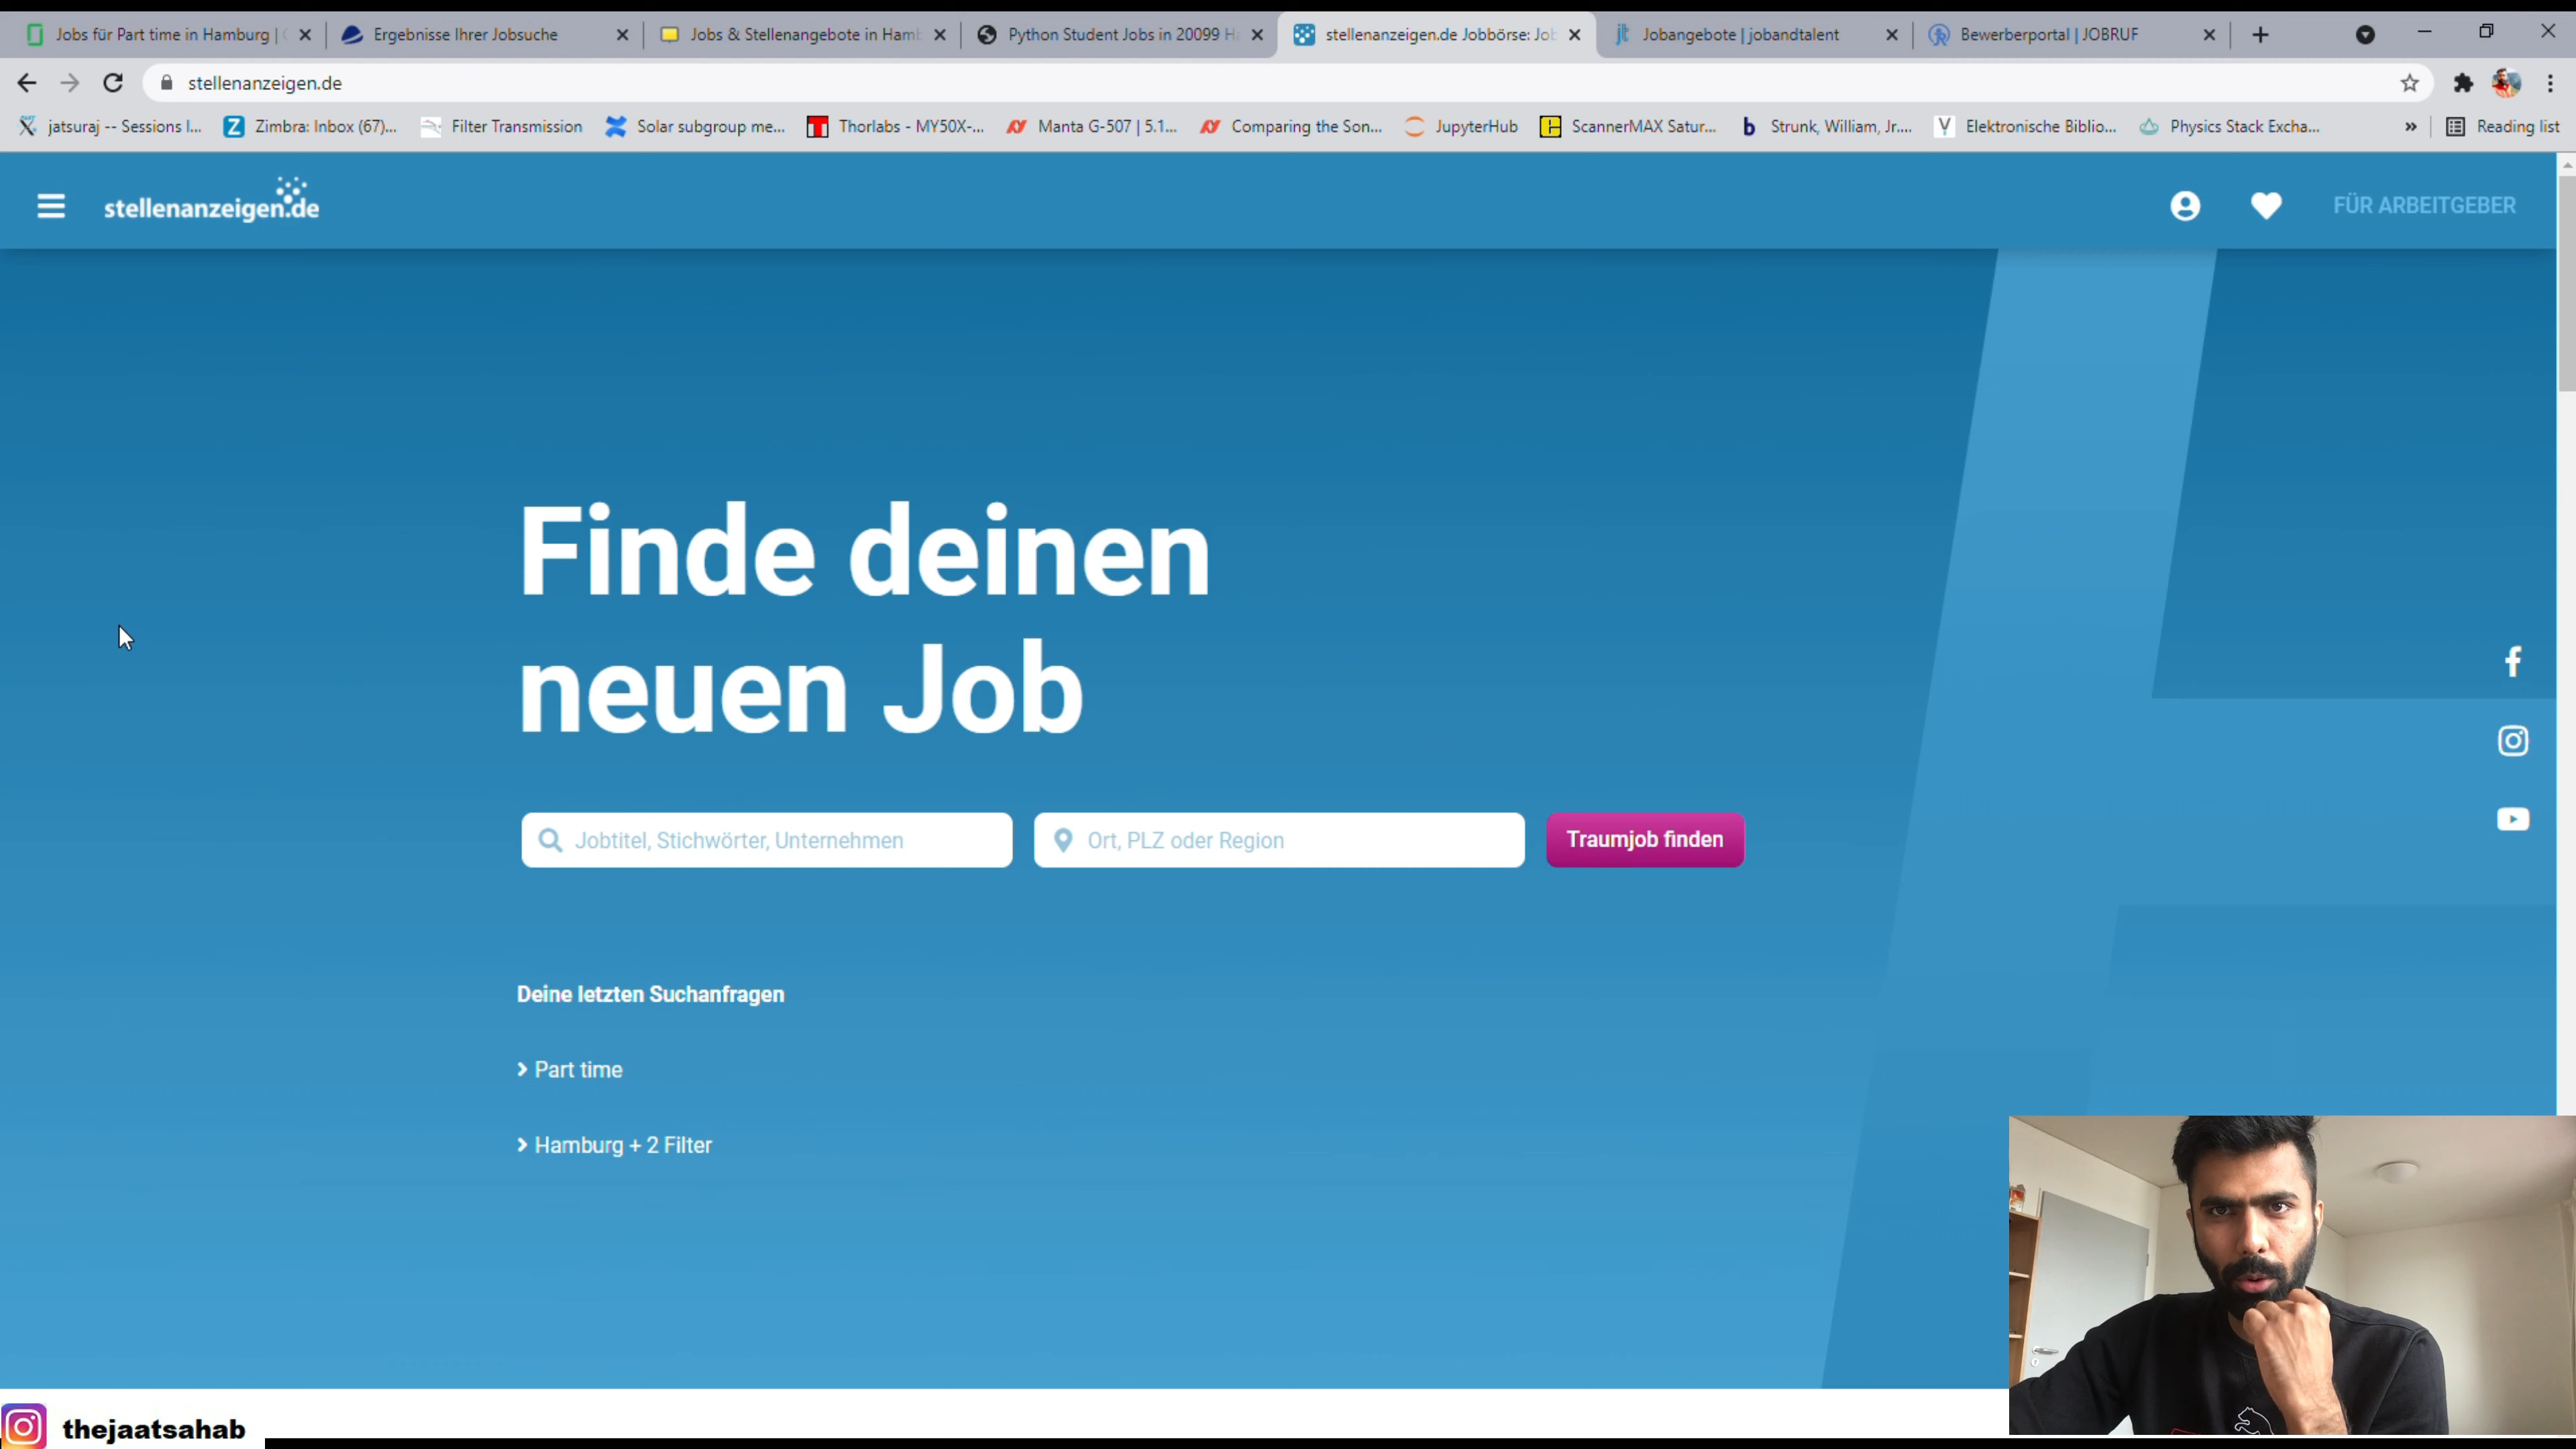 Jobs für Part time in Hamburg |
Ergebnisse Ihrer Jobsuche
Jobs & Stellenangebote in Hamb
Python Student Jobs in 20099 H
stellenanzeigen.de Jobbörse: Jo
Jobangebote | jobandtalent
Bewerberportal | JOBRUF
stellenanzeigen.de
jatsuraj -- Sessions I...
Zimbra: Inbox (67)...
Filter Transmission
Solar subgroup me...
Thorlabs - MY50X-...
Manta G-507 | 5.1...
Comparing the Son...
JupyterHub
ScannerMAX Satur...
Strunk, William, Jr....
Elektronische Biblio...
Physics Stack Excha...
»
Reading list
stellenanzeigen.de
FÜR ARBEITGEBER
Finde deinen
neuen Job
Jobtitel, Stichwörter, Unternehmen
Ort, PLZ oder Region
Traumjob finden
Deine letzten Suchanfragen
Part time
Hamburg + 2 Filter
thejaatsahab